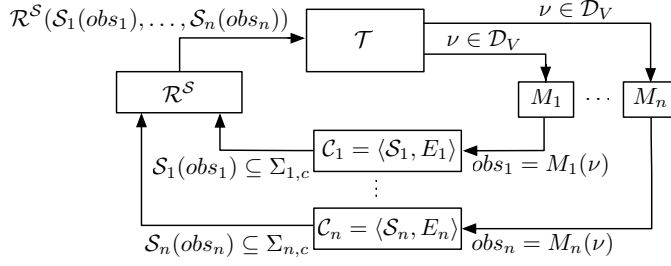 $\mathcal{R}^{\mathcal{S}}(\mathcal{S}_1(obs_1), \ldots, \mathcal{S}_n(obs_n))$
$\nu \in \mathcal{D}_V$
$\mathcal{T}$
$\nu \in \mathcal{D}_V$
$\mathcal{R}^{\mathcal{S}}$
$M_1$ $\cdots$ $M_n$
$\mathcal{C}_1 = \langle \mathcal{S}_1, E_1 \rangle$
$\mathcal{S}_1(obs_1) \subseteq \Sigma_{1,c}$
$obs_1 = M_1(\nu)$
$\vdots$
$\mathcal{C}_n = \langle \mathcal{S}_n, E_n \rangle$
$\mathcal{S}_n(obs_n) \subseteq \Sigma_{n,c}$
$obs_n = M_n(\nu)$